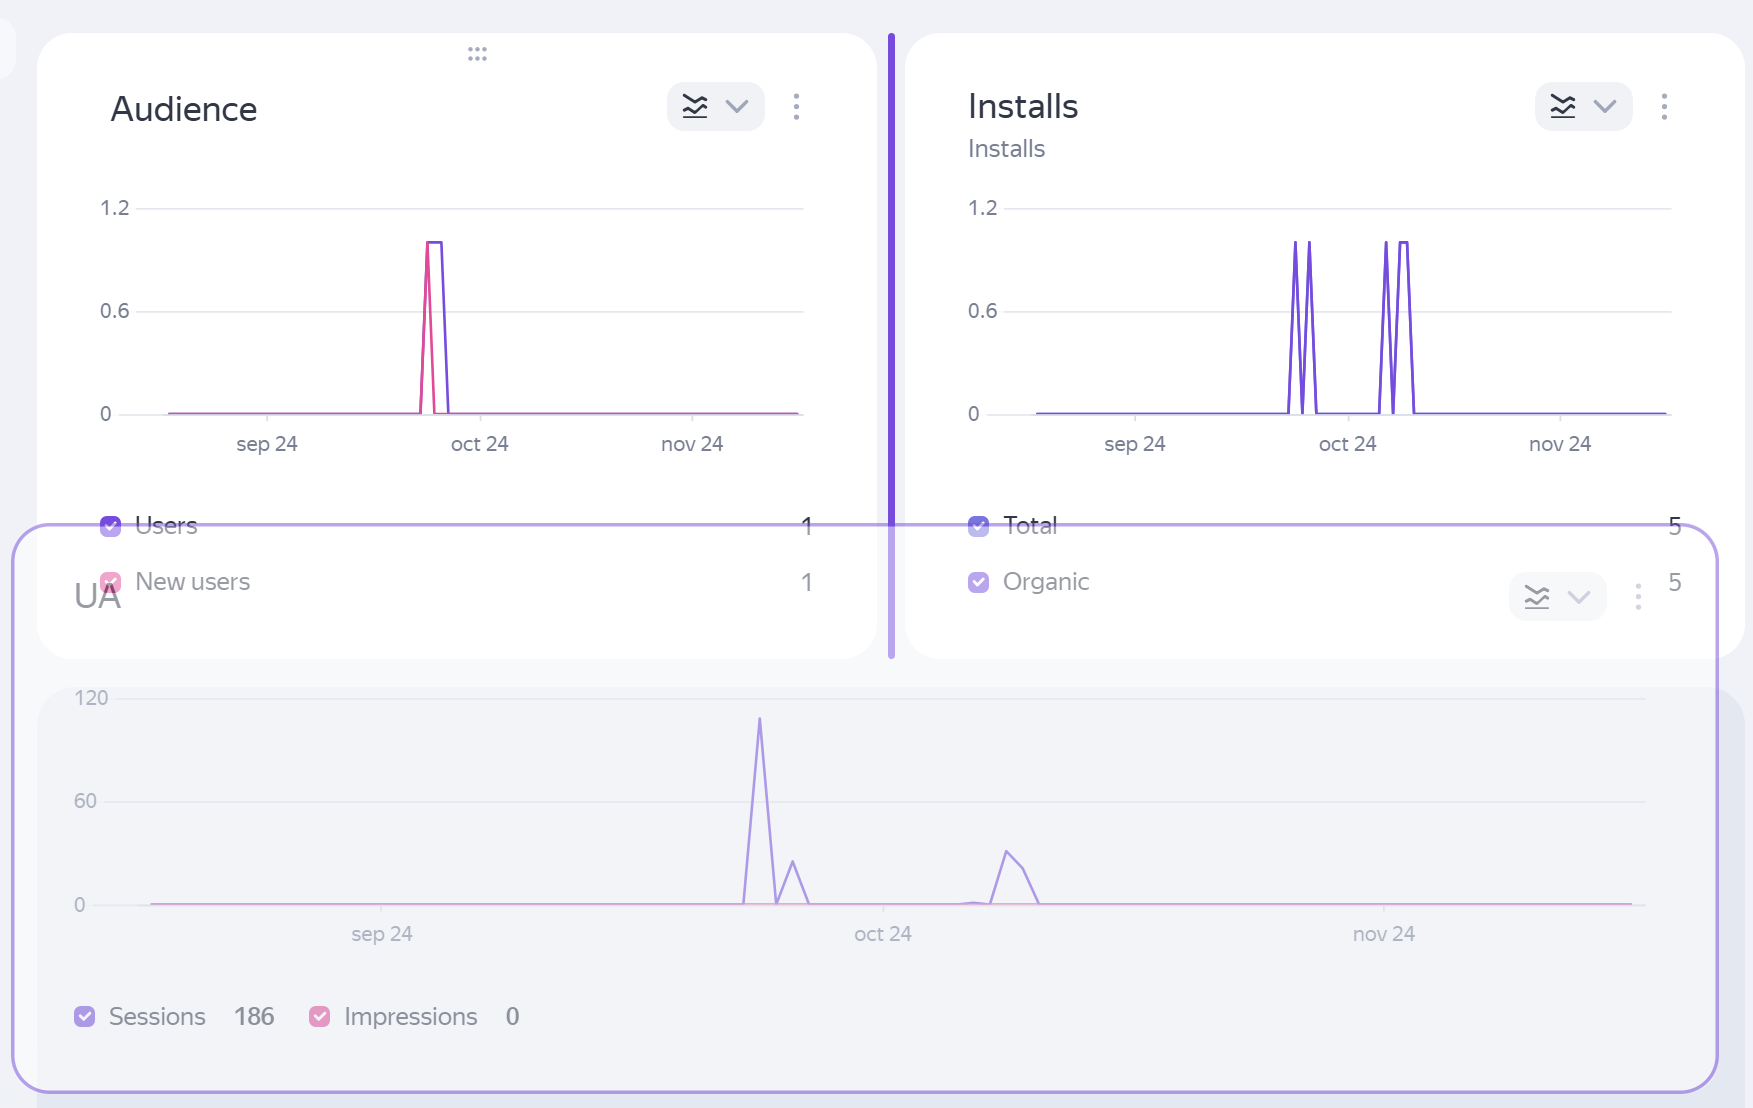 Audience
1.2
0.6
0
sep 24 oct 24 nov 24
Users 1
New users 1
Installs
Installs
1.2
0.6
0
sep 24 oct 24 nov 24
Total 5
Organic 5
UA
120
60
0
sep 24 oct 24 nov 24
Sessions 186 Impressions 0